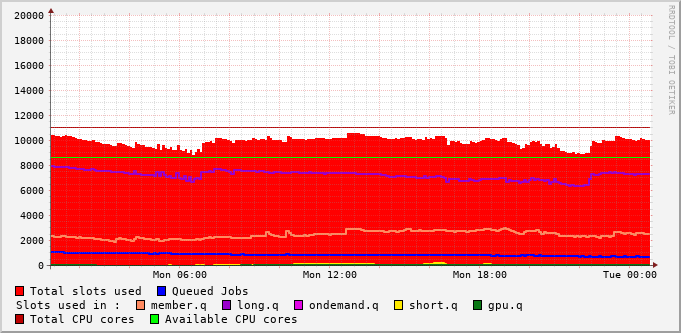 20000
18000
16000
14000
12000
10000
8000
6000
4000
2000
0
Mon 06:00 Mon 12:00 Mon 18:00 Tue 00:00
RRDTOOL / TOBI OETIKER
Total slots used Queued Jobs
Slots used in : member.q long.q ondemand.q short.q gpu.q
Total CPU cores Available CPU cores